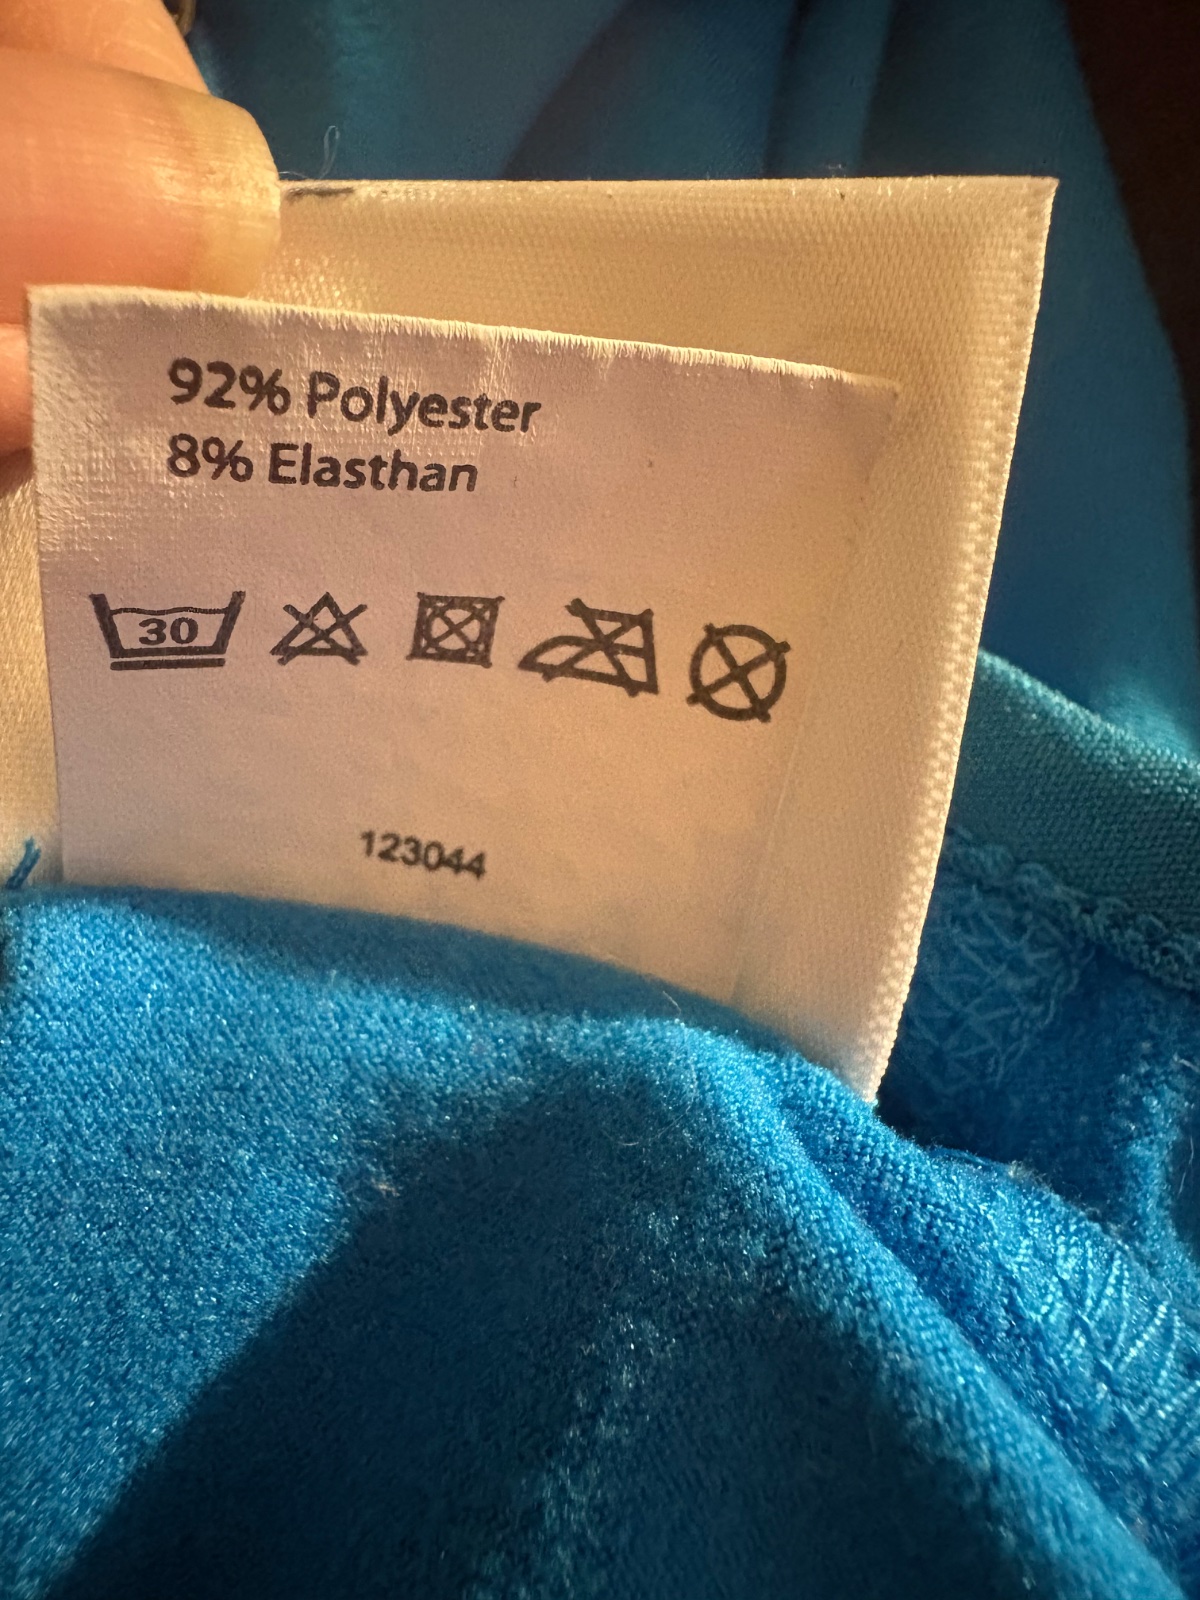 92% Polyester
8% Elasthan
30
123044